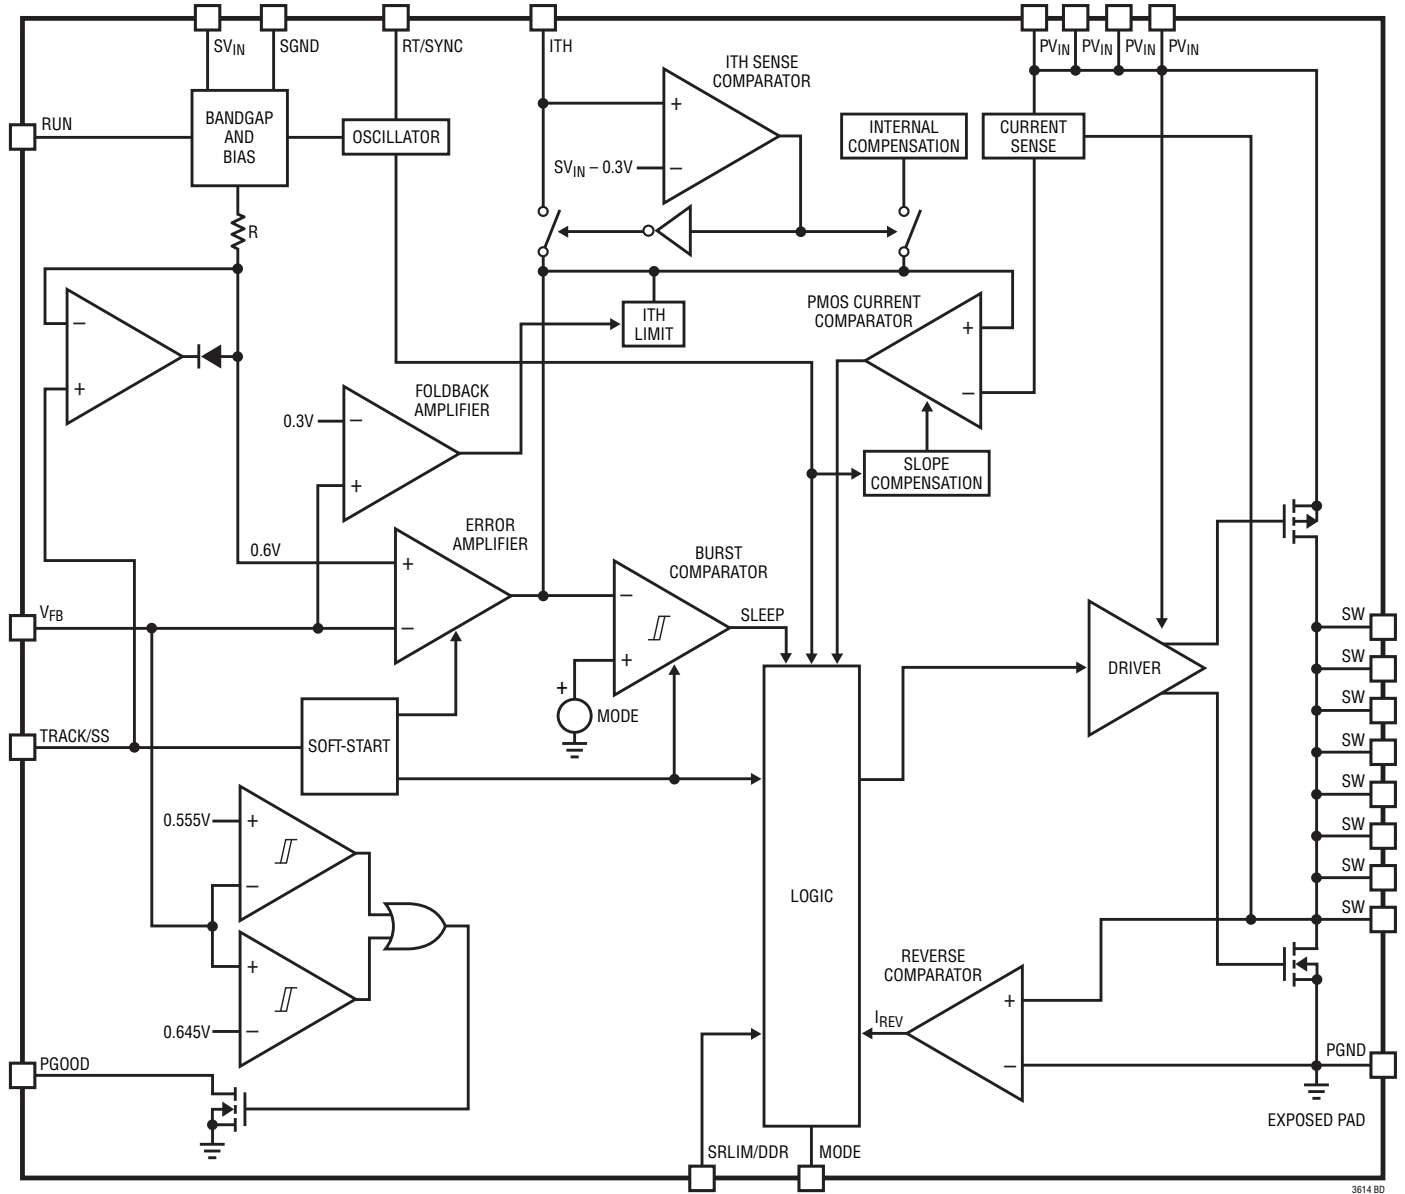 SVIN
SGND
RT/SYNC
ITH
PVIN
PVIN
PVIN
PVIN
ITH SENSE
COMPARATOR
RUN
BANDGAP
AND
BIAS
OSCILLATOR
+
SVIN – 0.3V
–
INTERNAL
COMPENSATION
CURRENT
SENSE
R
–
+
ITH
LIMIT
PMOS CURRENT
COMPARATOR
+
–
FOLDBACK
AMPLIFIER
0.3V
–
+
SLOPE
COMPENSATION
ERROR
AMPLIFIER
0.6V
+
–
BURST
COMPARATOR
–
+
SLEEP
VFB
+
MODE
DRIVER
SW
SW
SW
SW
SW
SW
SW
SW
TRACK/SS
SOFT-START
0.555V
+
–
+
0.645V
–
LOGIC
REVERSE
COMPARATOR
+
–
IREV
PGOOD
PGND
EXPOSED PAD
SRLIM/DDR
MODE
3614 BD